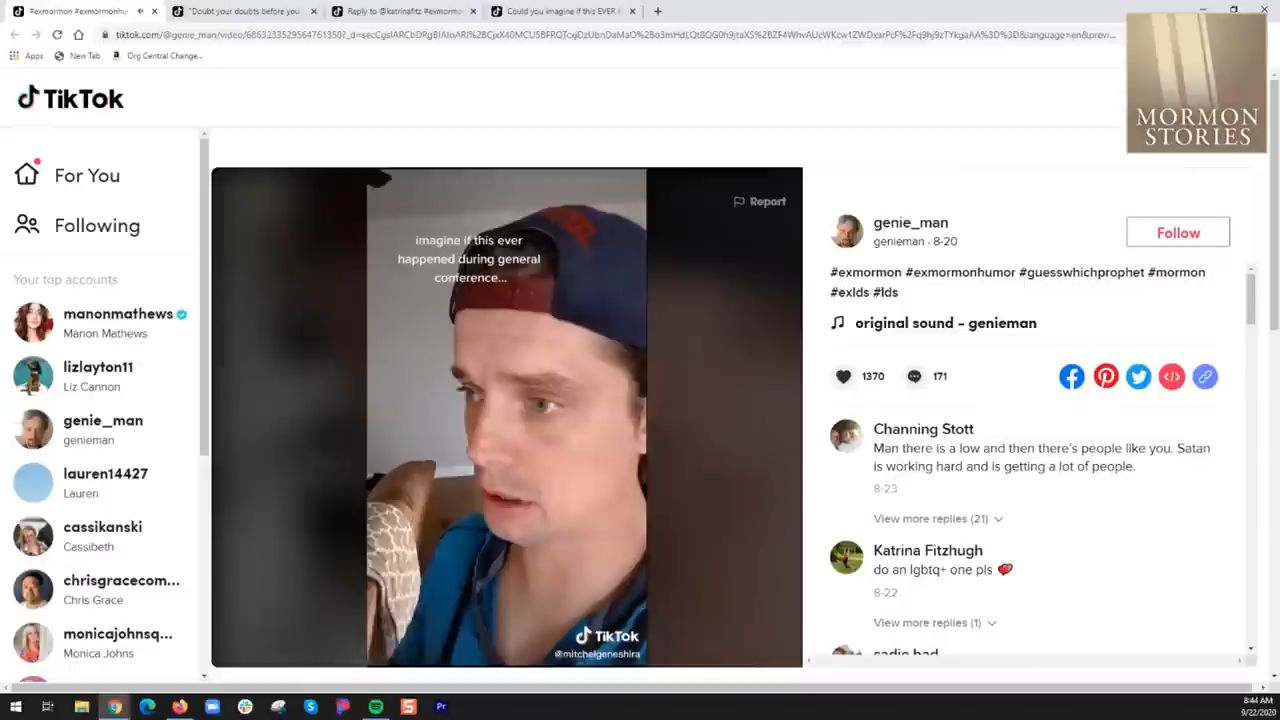 #exmormon #exmormonhu
"Doubt your doubts before you
Reply to @katrinafitz #exmorm
Could you imagine if this EVER
Apps
New Tab
Org Central Change...
MORMON
STORIES
TikTok
For You
Following
Your top accounts
manonmathews
Manon Mathews
lizlayton11
Liz Cannon
genie_man
genieman
lauren14427
Lauren
cassikanski
Cassibeth
chrisgracecom...
Chris Grace
monicajohnsq...
Monica Johns
Report
imagine if this ever
happened during general
conference...
TikTok
@mitchelgeneshira
genie_man
genieman · 8-20
Follow
#exmormon #exmormonhumor #guesswhichprophet #mormon
#exlds #lds
original sound - genieman
1370
171
Channing Stott
Man there is a low and then there's people like you. Satan
is working hard and is getting a lot of people.
8-23
View more replies (21)
Katrina Fitzhugh
do an lgbtq+ one pls
8-22
View more replies (1)
8:44 AM
9/22/2020